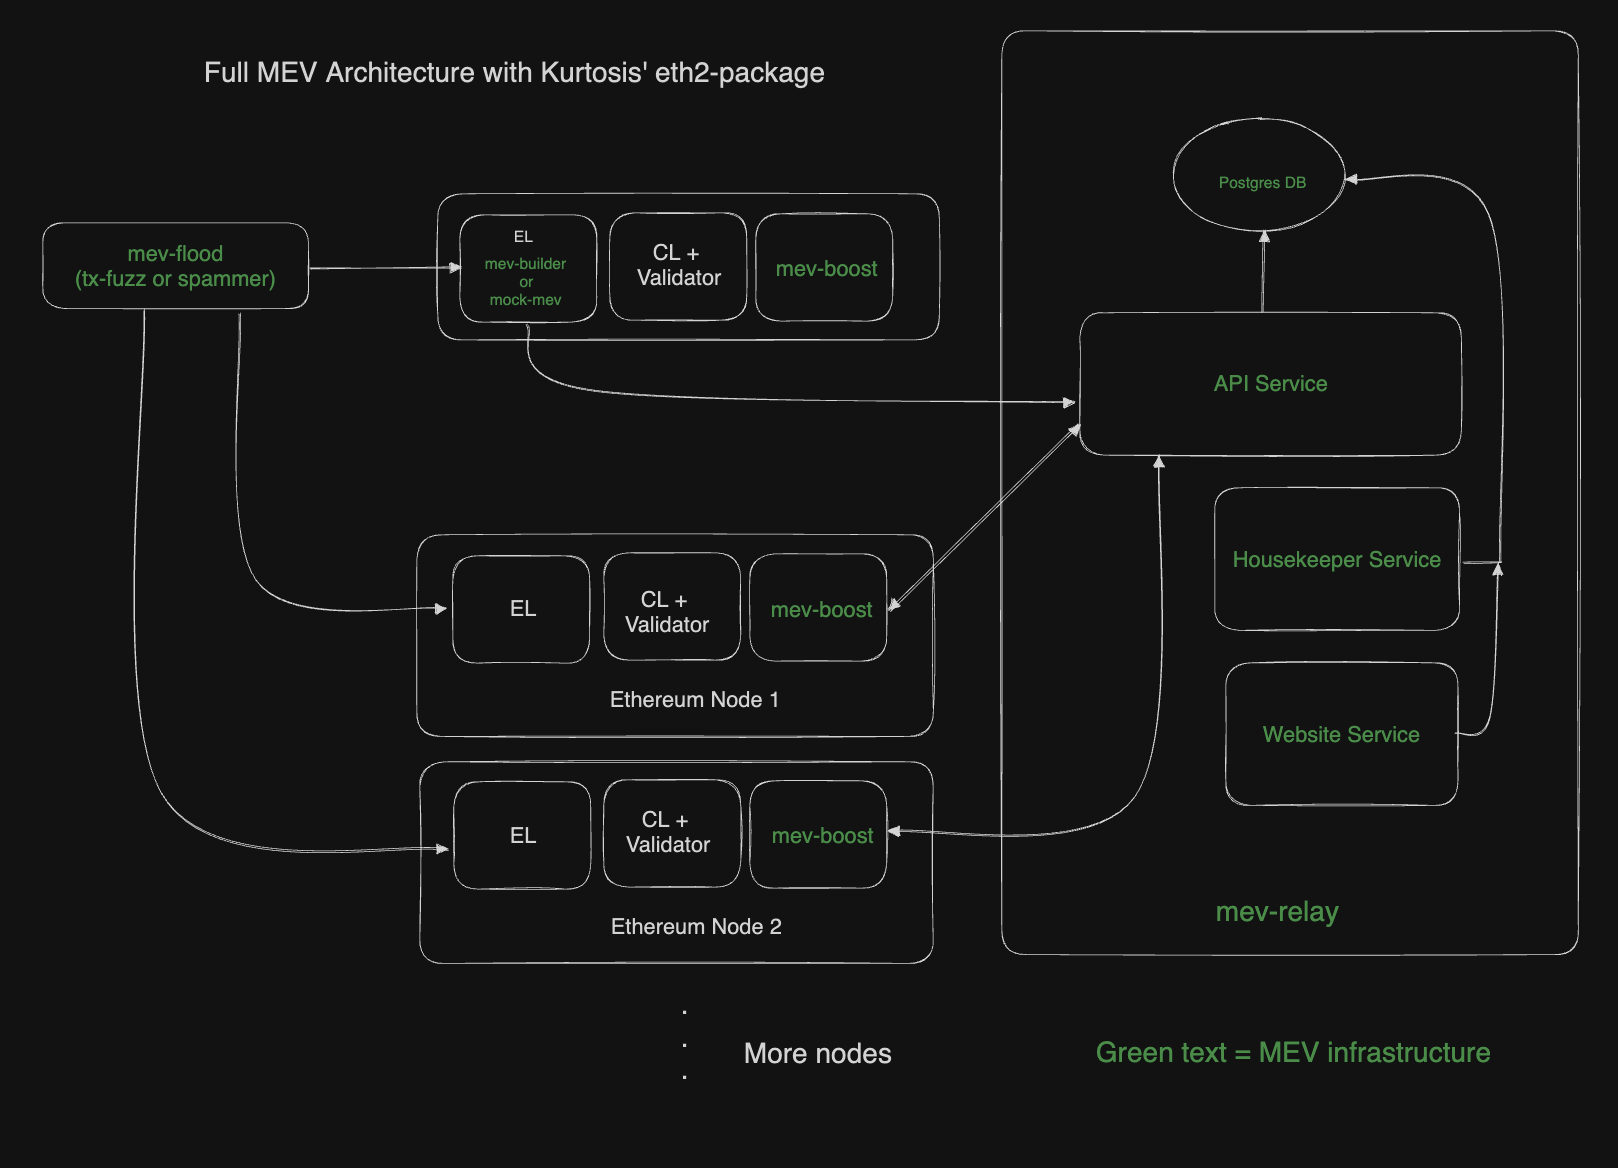 Full MEV Architecture with Kurtosis' eth2-package
mev-flood
(tx-fuzz or spammer)
EL
mev-builder
or
mock-mev
CL +
Validator
mev-boost
EL
CL +
Validator
mev-boost
Ethereum Node 1
EL
CL +
Validator
mev-boost
Ethereum Node 2
.
.
.
More nodes
Postgres DB
API Service
Housekeeper Service
Website Service
mev-relay
Green text = MEV infrastructure